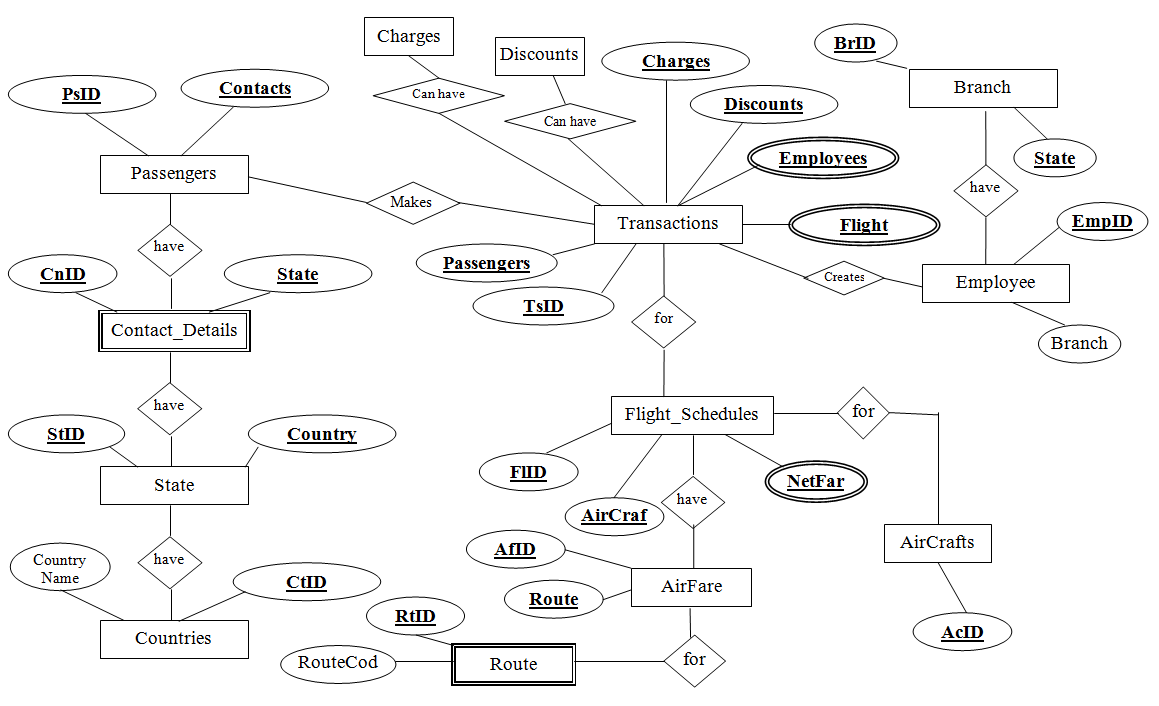 Charges
Discounts
Charges
BrID
Branch
PsID
Contacts
Can have
Can have
Discounts
Employees
State
Passengers
Makes
have
Transactions
Flight
EmpID
have
Passengers
Creates
Employee
CnID
State
TsID
for
Contact_Details
Branch
have
Flight_Schedules
for
StID
Country
FlID
NetFar
State
have
AirCraf
AirCrafts
AfID
Country
Name
have
CtID
AirFare
Route
RtID
AcID
Countries
RouteCod
Route
for